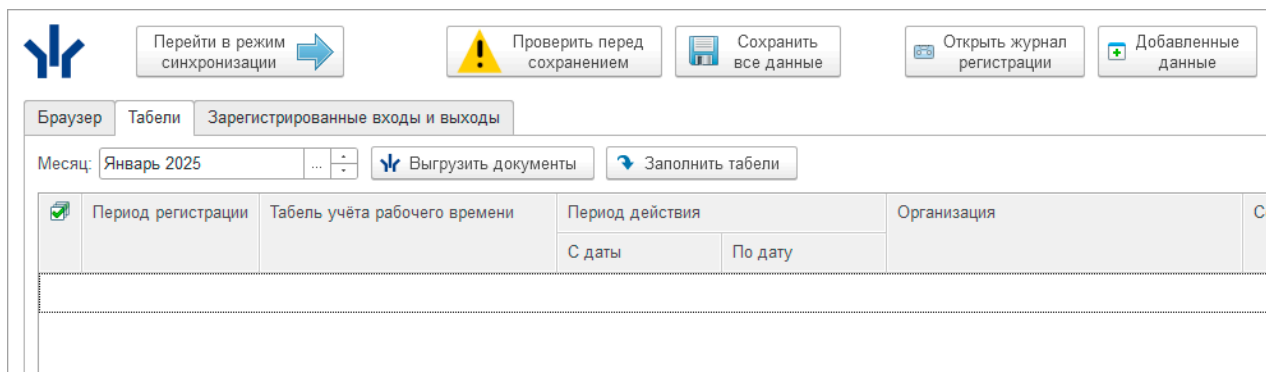 Перейти в режим
синхронизации
Проверить перед
сохранением
Сохранить
все данные
Открыть журнал
регистрации
Добавленные
данные
Браузер
Табели
Зарегистрированные входы и выходы
Месяц: Январь 2025 ...
Выгрузить документы
Заполнить табели
Период регистрации
Табель учёта рабочего времени
Период действия
Организация
С даты
По дату